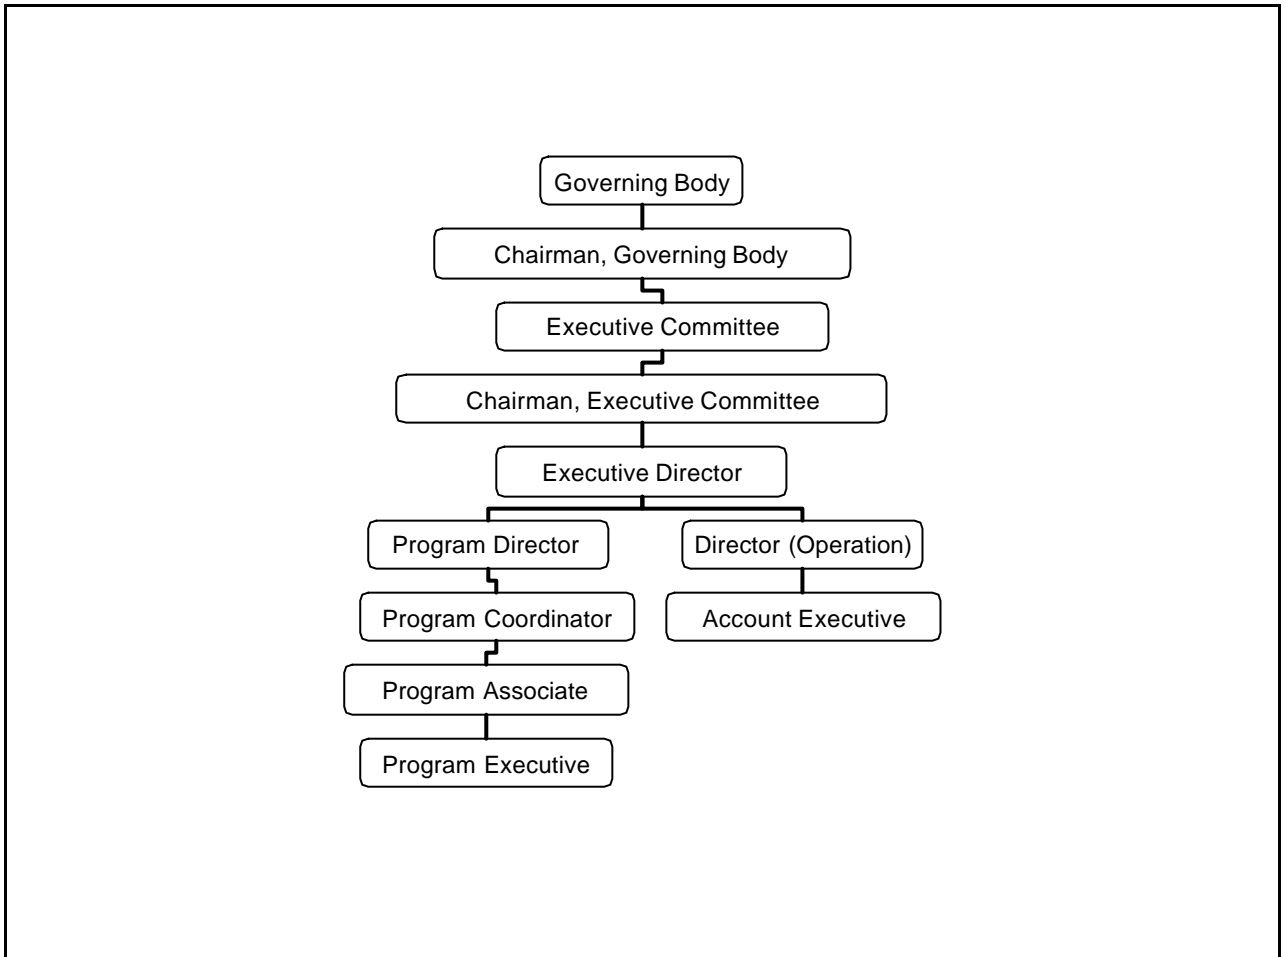 Governing Body
Chairman, Governing Body
Executive Committee
Chairman, Executive Committee
Executive Director
Program Director
Director (Operation)
Program Coordinator
Account Executive
Program Associate
Program Executive